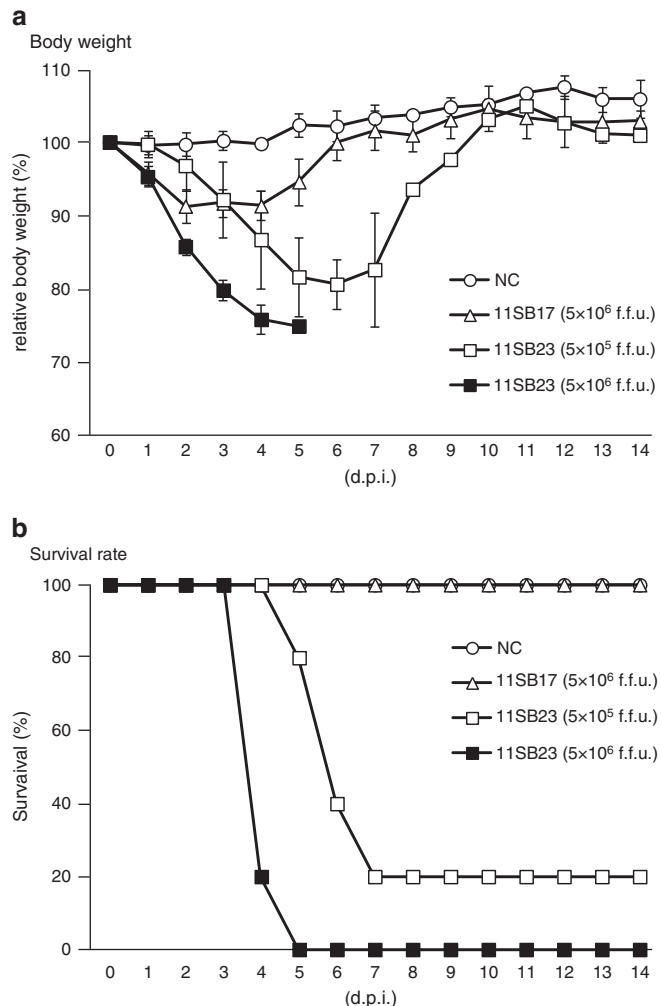 a
Body weight
110
100
90
80
70
60
relative body weight (%)
NC
11SB17 (5×10⁶ f.f.u.)
11SB23 (5×10⁵ f.f.u.)
11SB23 (5×10⁶ f.f.u.)
0 1 2 3 4 5 6 7 8 9 10 11 12 13 14
(d.p.i.)
b
Survival rate
100
80
60
40
20
0
Survaival (%)
NC
11SB17 (5×10⁶ f.f.u.)
11SB23 (5×10⁵ f.f.u.)
11SB23 (5×10⁶ f.f.u.)
0 1 2 3 4 5 6 7 8 9 10 11 12 13 14
(d.p.i.)